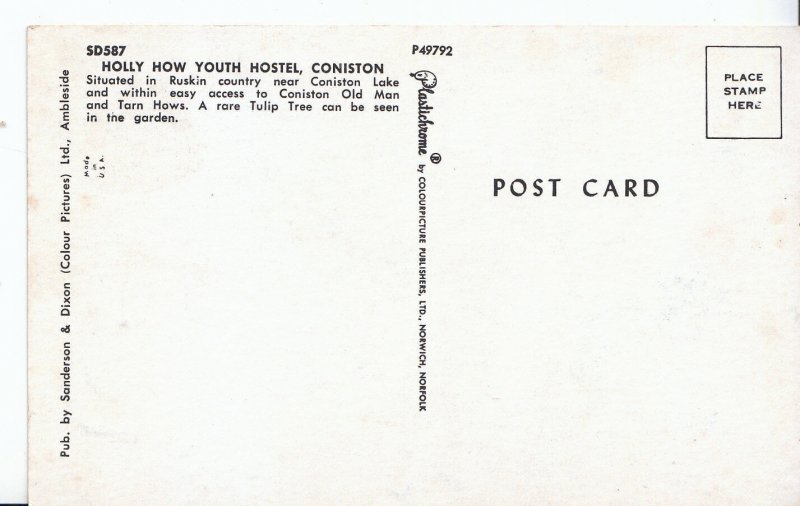 SD587
HOLLY HOW YOUTH HOSTEL, CONISTON
Situated in Ruskin country near Coniston Lake
and within easy access to Coniston Old Man
and Tarn Hows. A rare Tulip Tree can be seen
in the garden.
Made
in
U.S.A.
Pub. by Sanderson & Dixon (Colour Pictures) Ltd., Ambleside
P49792
Plastichrome ® by COLOURPICTURE PUBLISHERS, LTD., NORWICH, NORFOLK
POST CARD
PLACE
STAMP
HERE